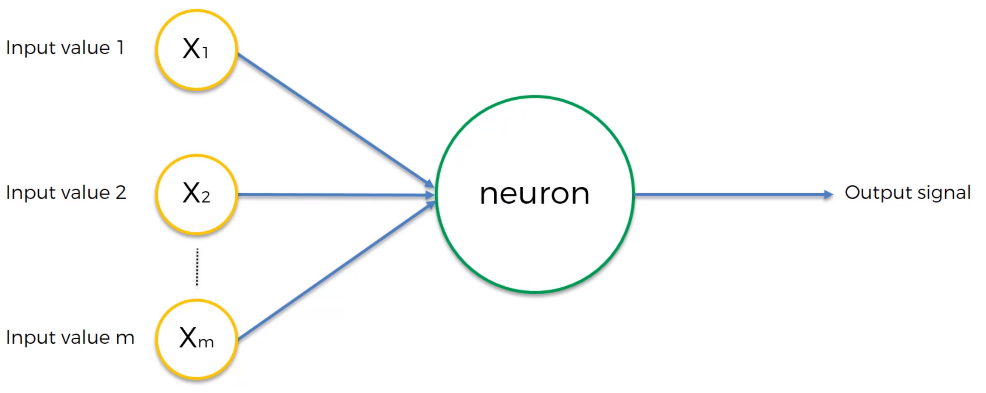 Input value 1
X1
Input value 2
X2
neuron
Output signal
Input value m
Xm